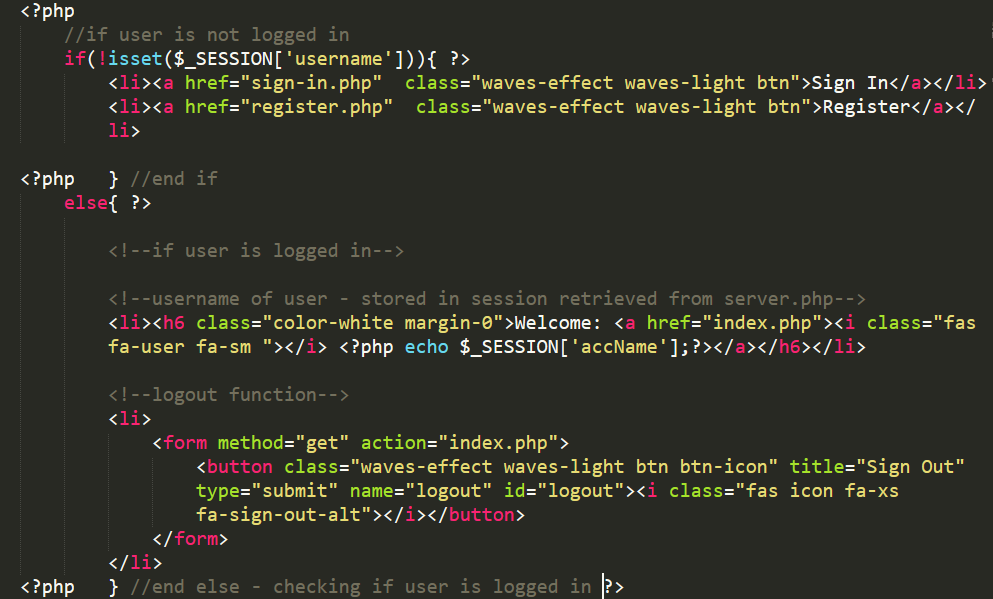 <?php
//if user is not logged in
if(!isset($_SESSION['username'])){ ?>
<li><a href="sign-in.php"  class="waves-effect waves-light btn">Sign In</a></li>
<li><a href="register.php"  class="waves-effect waves-light btn">Register</a></
li>
<?php   } //end if
else{ ?>
<!--if user is logged in-->
<!--username of user - stored in session retrieved from server.php-->
<li><h6 class="color-white margin-0">Welcome: <a href="index.php"><i class="fas
fa-user fa-sm "></i> <?php echo $_SESSION['accName'];?></a></h6></li>
<!--logout function-->
<li>
<form method="get" action="index.php">
<button class="waves-effect waves-light btn btn-icon" title="Sign Out"
type="submit" name="logout" id="logout"><i class="fas icon fa-xs
fa-sign-out-alt"></i></button>
</form>
</li>
<?php   } //end else - checking if user is logged in ?>